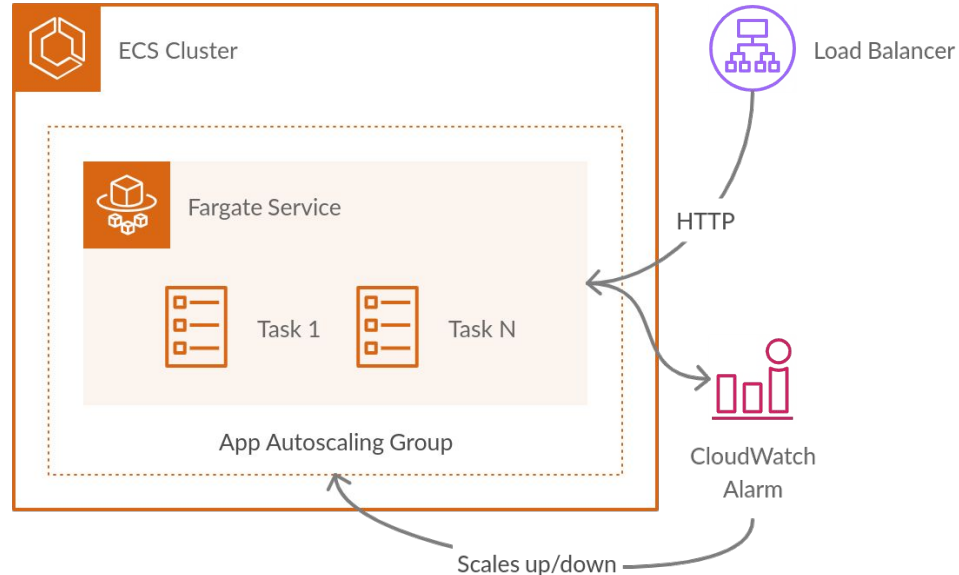 ECS Cluster
Load Balancer
Fargate Service
HTTP
Task 1
Task N
App Autoscaling Group
CloudWatch
Alarm
Scales up/down